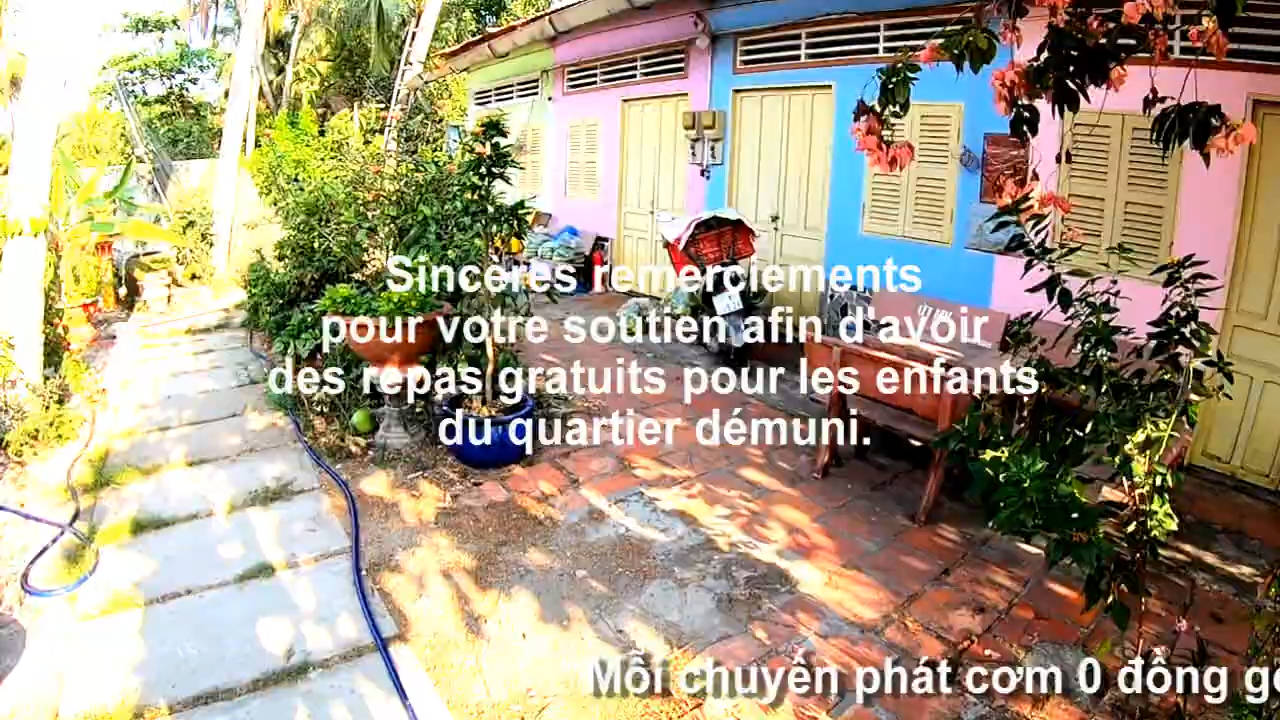 Sincères remerciements
pour votre soutien afin d'avoir
des repas gratuits pour les enfants
du quartier démuni.
Mỗi chuyến phát cơm 0 đồng